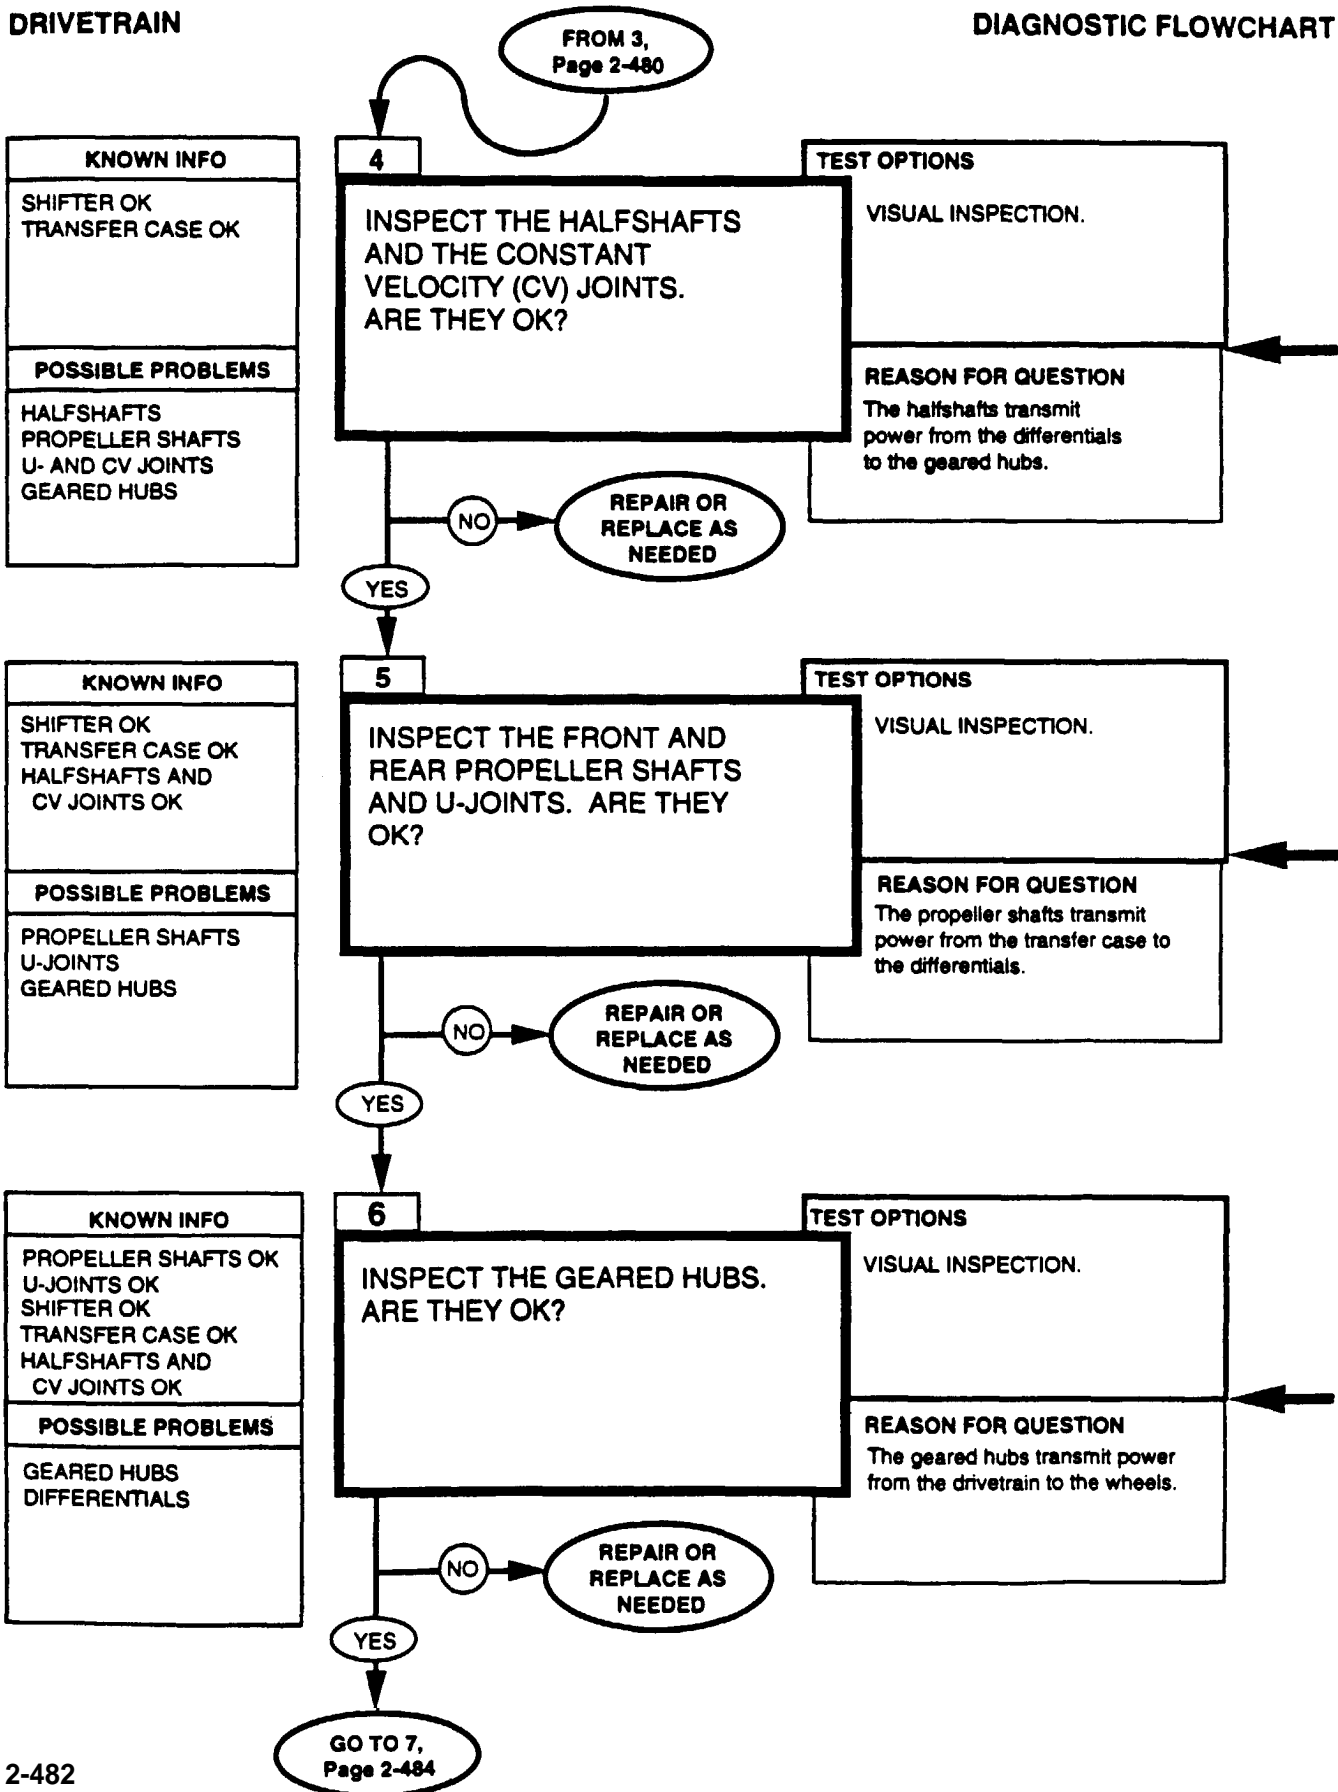 DRIVETRAIN
DIAGNOSTIC FLOWCHART
FROM 3,
Page 2-480
KNOWN INFO
SHIFTER OK
TRANSFER CASE OK
POSSIBLE PROBLEMS
HALFSHAFTS
PROPELLER SHAFTS
U- AND CV JOINTS
GEARED HUBS
4
INSPECT THE HALFSHAFTS
AND THE CONSTANT
VELOCITY (CV) JOINTS.
ARE THEY OK?
TEST OPTIONS
VISUAL INSPECTION.
REASON FOR QUESTION
The halfshafts transmit
power from the differentials
to the geared hubs.
NO
REPAIR OR
REPLACE AS
NEEDED
YES
KNOWN INFO
SHIFTER OK
TRANSFER CASE OK
HALFSHAFTS AND
CV JOINTS OK
POSSIBLE PROBLEMS
PROPELLER SHAFTS
U-JOINTS
GEARED HUBS
5
INSPECT THE FRONT AND
REAR PROPELLER SHAFTS
AND U-JOINTS. ARE THEY
OK?
TEST OPTIONS
VISUAL INSPECTION.
REASON FOR QUESTION
The propeller shafts transmit
power from the transfer case to
the differentials.
NO
REPAIR OR
REPLACE AS
NEEDED
YES
KNOWN INFO
PROPELLER SHAFTS OK
U-JOINTS OK
SHIFTER OK
TRANSFER CASE OK
HALFSHAFTS AND
CV JOINTS OK
POSSIBLE PROBLEMS
GEARED HUBS
DIFFERENTIALS
6
INSPECT THE GEARED HUBS.
ARE THEY OK?
TEST OPTIONS
VISUAL INSPECTION.
REASON FOR QUESTION
The geared hubs transmit power
from the drivetrain to the wheels.
NO
REPAIR OR
REPLACE AS
NEEDED
YES
GO TO 7,
Page 2-484
2-482